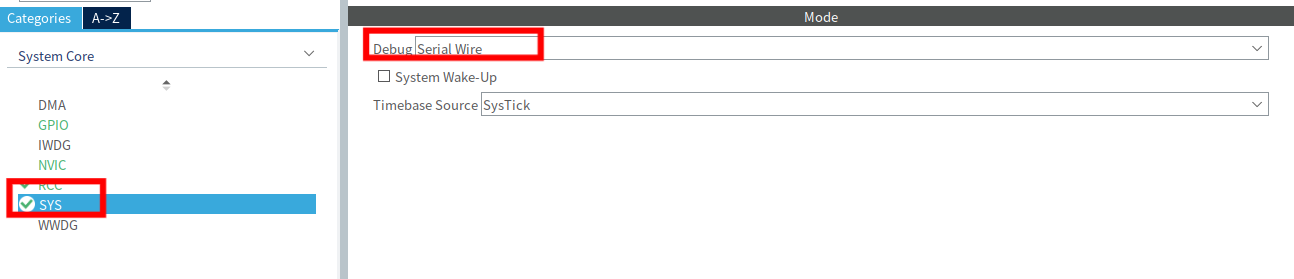 Categories A->Z
System Core
DMA
GPIO
IWDG
NVIC
RCC
SYS
WWDG
Mode
Debug Serial Wire
System Wake-Up
Timebase Source SysTick